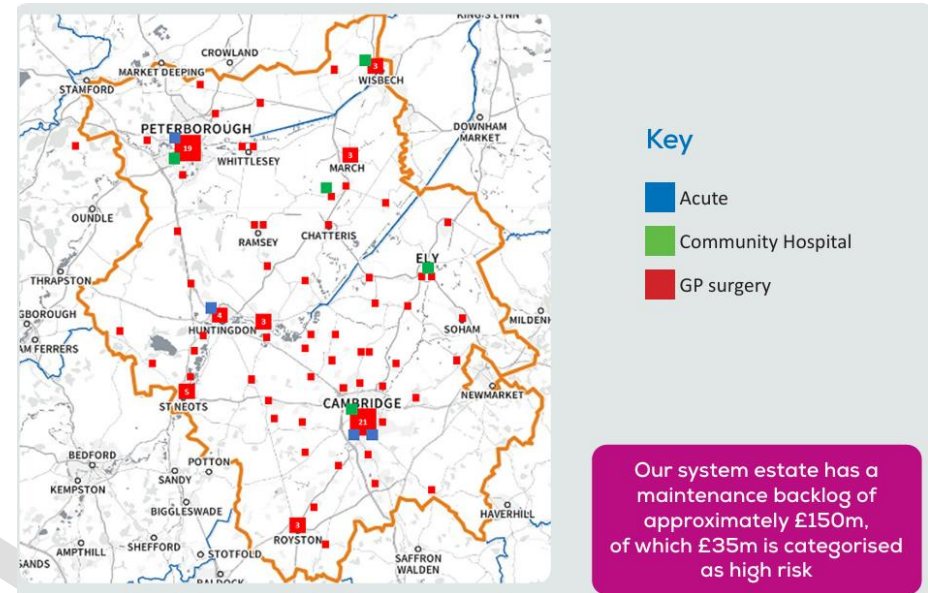 KING'S LYNN
CROWLAND
MARKET DEEPING
3
WISBECH
STAMFORD
PETERBOROUGH
DOWNHAM
MARKET
19
WHITTLESEY
3
MARCH
OUNDLE
RAMSEY
CHATTERIS
ELY
THRAPSTON
GBOROUGH
4
HUNTINGDON
3
SOHAM
MILDENH
AM FERRERS
5
ST NEOTS
NEWMARKET
CAMBRIDGE
21
BEDFORD
POTTON
KEMPSTON
SANDY
BIGGLESWADE
HAVERHILL
3
ROYSTON
AMPTHILL
SHEFFORD
STOTFOLD
SAFFRON
WALDEN
SANDS
BALDOCK
Key
Acute
Community Hospital
GP surgery
Our system estate has a
maintenance backlog of
approximately £150m,
of which £35m is categorised
as high risk